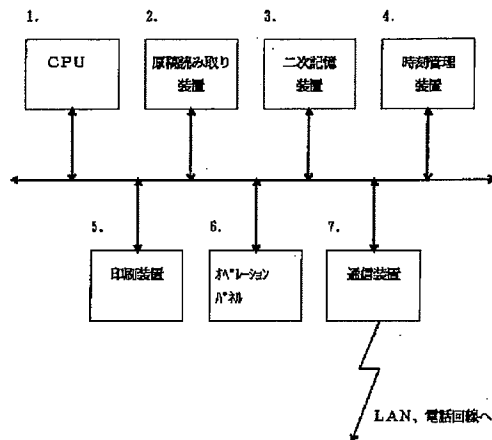 1.
2.
3.
4.
CPU
原稿読み取り
装置
二次記憶
装置
時刻管理
装置
5.
6.
7.
印刷装置
ｵﾍﾟﾚｰｼｮﾝ
ﾊﾟﾈﾙ
通信装置
LAN、電話回線へ